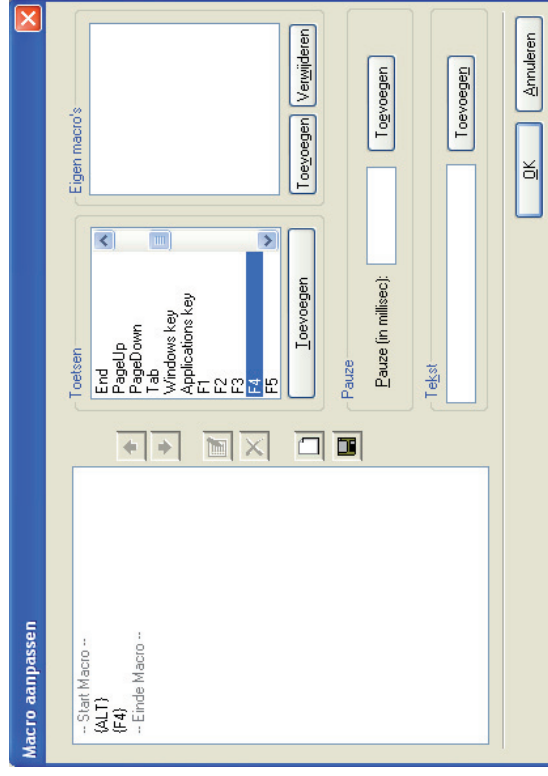 Macro aanpassen
-- Start Macro --
{ALT}
{F4}
-- Einde Macro --
Toetsen
End
PageUp
PageDown
Tab
Windows key
Applications key
F1
F2
F3
F4
F5
Toevoegen
Eigen macro's
Toevoegen
Verwijderen
Pauze
Pauze (in millisec):
Toevoegen
Tekst
Toevoegen
OK
Annuleren